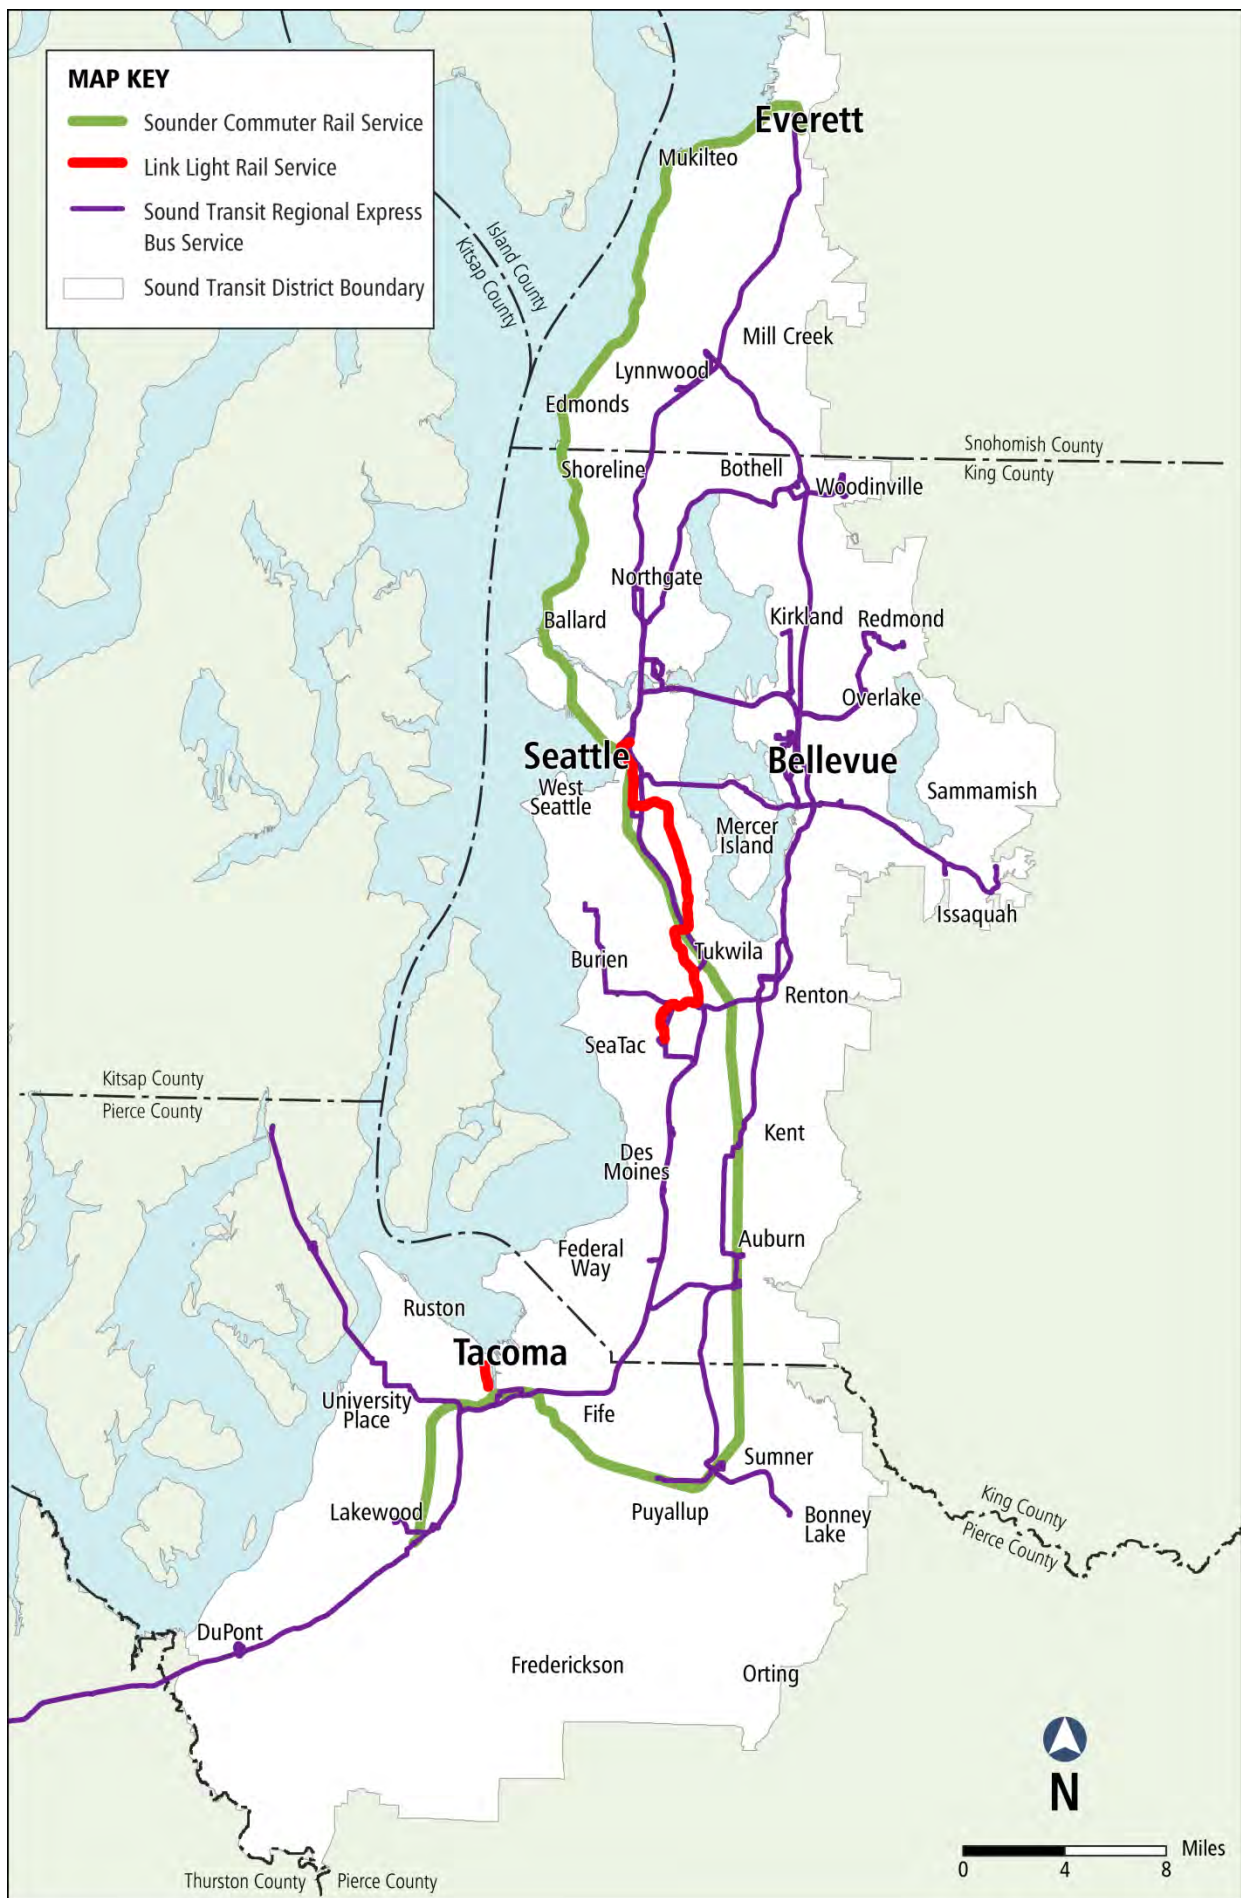 MAP KEY
Sounder Commuter Rail Service
Link Light Rail Service
Sound Transit Regional Express
Bus Service
Sound Transit District Boundary
Everett
Mukilteo
Island County
Kitsap County
Mill Creek
Lynnwood
Edmonds
Snohomish County
King County
Shoreline
Bothell
Woodinville
Northgate
Ballard
Kirkland
Redmond
Overlake
Seattle
Bellevue
West
Seattle
Sammamish
Mercer
Island
Issaquah
Burien
Tukwila
Renton
SeaTac
Kitsap County
Pierce County
Kent
Des
Moines
Auburn
Federal
Way
Ruston
Tacoma
University
Place
Fife
Sumner
Lakewood
Puyallup
Bonney
Lake
King County
Pierce County
DuPont
Frederickson
Orting
N
Miles
0
4
8
Thurston County
Pierce County